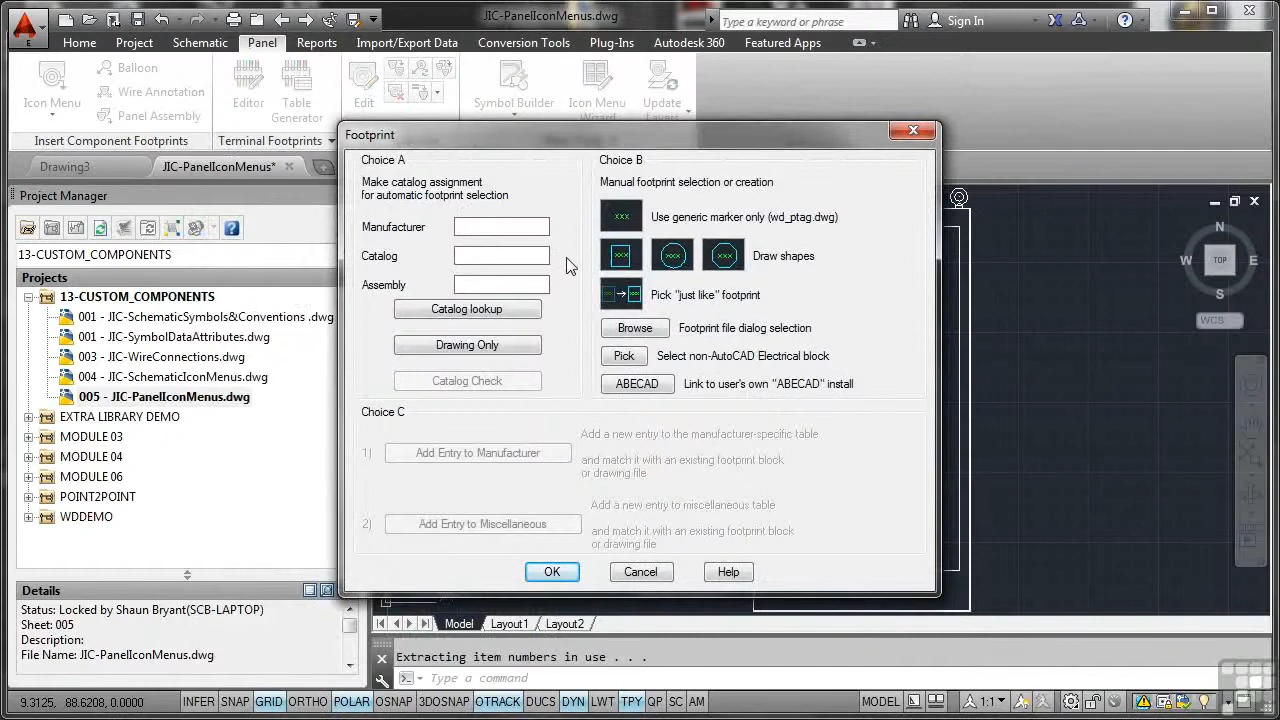 JIC-PanelIconMenus.dwg
Type a keyword or phrase
Sign In
Home Project Schematic Panel Reports Import/Export Data Conversion Tools Plug-Ins Autodesk 360 Featured Apps
Icon Menu
Balloon
Wire Annotation
Panel Assembly
Editor
Table Generator
Edit
Symbol Builder
Icon Menu Wizard
Update Layers
Insert Component Footprints
Terminal Footprints
Drawing3
JIC-PanelIconMenus*
Project Manager
13-CUSTOM_COMPONENTS
Projects
13-CUSTOM_COMPONENTS
001 - JIC-SchematicSymbols&Conventions .dwg
001 - JIC-SymbolDataAttributes.dwg
003 - JIC-WireConnections.dwg
004 - JIC-SchematicIconMenus.dwg
005 - JIC-PanelIconMenus.dwg
EXTRA LIBRARY DEMO
MODULE 03
MODULE 04
MODULE 06
POINT2POINT
WDDEMO
Details
Status: Locked by Shaun Bryant(SCB-LAPTOP)
Sheet: 005
Description:
File Name: JIC-PanelIconMenus.dwg
Footprint
Choice A
Make catalog assignment
for automatic footprint selection
Manufacturer
Catalog
Assembly
Catalog lookup
Drawing Only
Catalog Check
Choice B
Manual footprint selection or creation
xxx Use generic marker only (wd_ptag.dwg)
xxx xxx xxx Draw shapes
Pick "just like" footprint
Browse Footprint file dialog selection
Pick Select non-AutoCAD Electrical block
ABECAD Link to user's own "ABECAD" install
Choice C
1) Add Entry to Manufacturer
Add a new entry to the manufacturer-specific table
and match it with an existing footprint block
or drawing file
2) Add Entry to Miscellaneous
Add a new entry to miscellaneous table
and match it with an existing footprint block
or drawing file
OK Cancel Help
N
W TOP E
S
WCS
Model Layout1 Layout2
Extracting item numbers in use . . .
Type a command
9.3125, 88.6208, 0.0000 INFER SNAP GRID ORTHO POLAR OSNAP 3DOSNAP OTRACK DUCS DYN LWT TPY QP SC AM MODEL 1:1